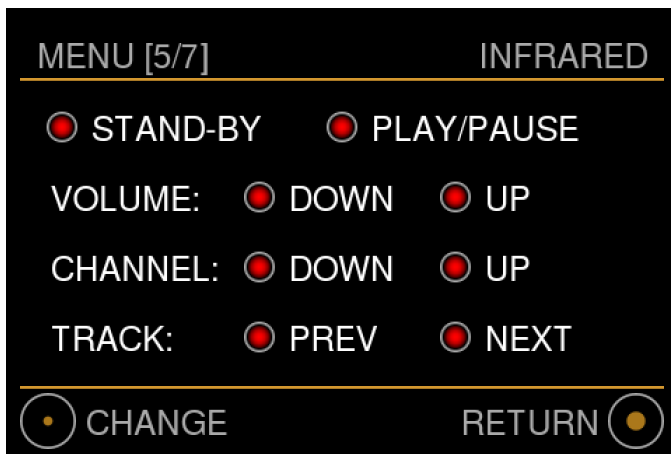 MENU [5/7] INFRARED
STAND-BY PLAY/PAUSE
VOLUME: DOWN UP
CHANNEL: DOWN UP
TRACK: PREV NEXT
CHANGE RETURN